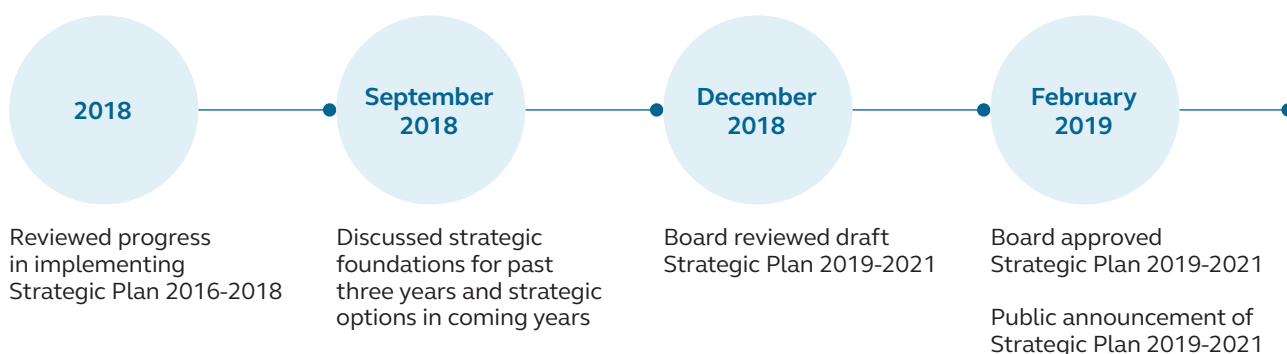 2018
Reviewed progress
in implementing
Strategic Plan 2016-2018
September
2018
Discussed strategic
foundations for past
three years and strategic
options in coming years
December
2018
Board reviewed draft
Strategic Plan 2019-2021
February
2019
Board approved
Strategic Plan 2019-2021
Public announcement of
Strategic Plan 2019-2021